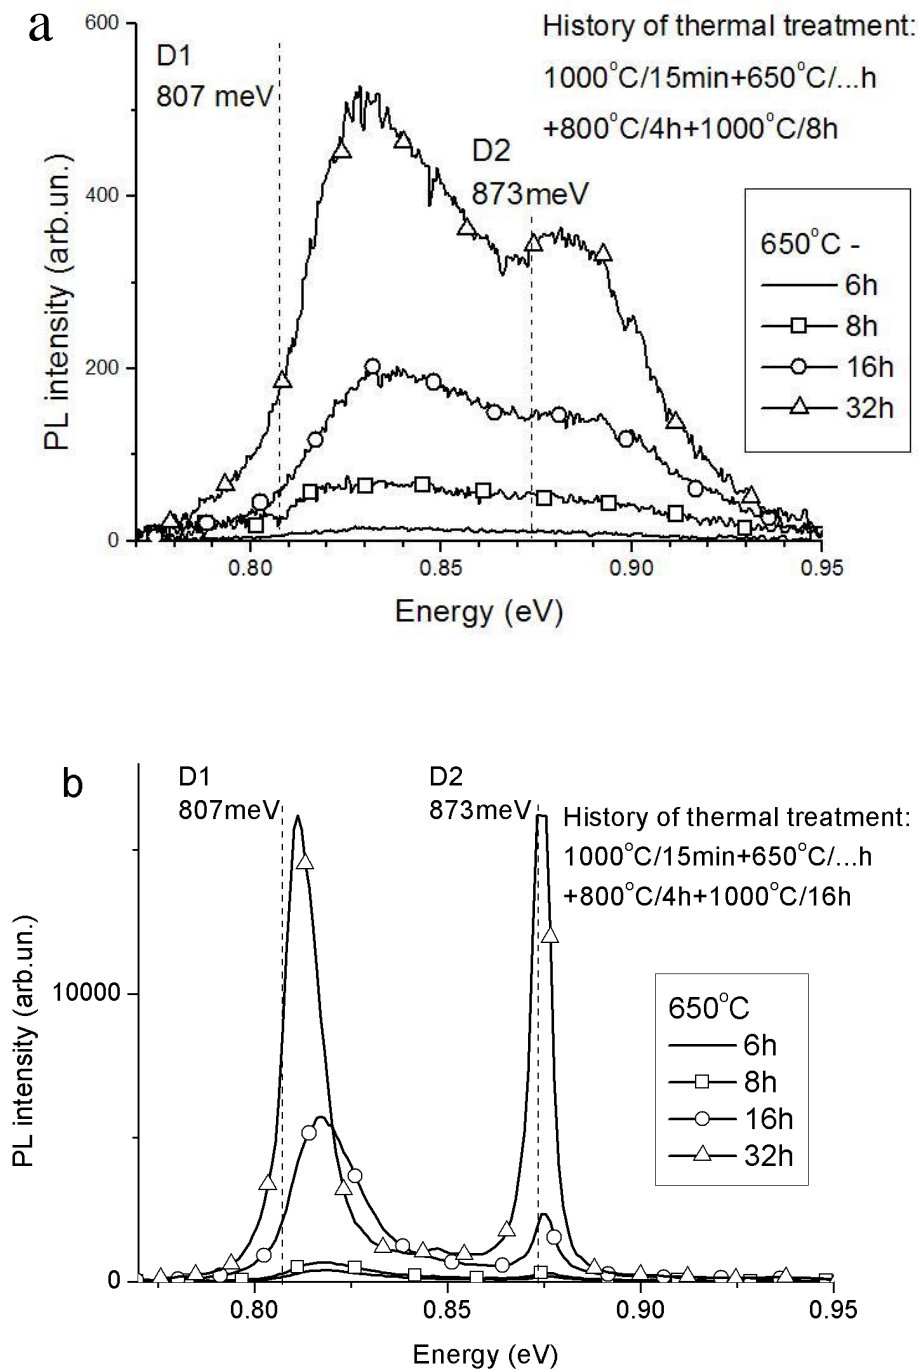 a
600
400
200
0
PL intensity (arb.un.)
D1
807 meV
D2
873meV
History of thermal treatment:
1000°C/15min+650°C/...h
+800°C/4h+1000°C/8h
650°C -
6h
8h
16h
32h
0.80
0.85
0.90
0.95
Energy (eV)
b
D1
807meV
D2
873meV
History of thermal treatment:
1000°C/15min+650°C/...h
+800°C/4h+1000°C/16h
10000
0
PL intensity (arb.un.)
650°C
6h
8h
16h
32h
0.80
0.85
0.90
0.95
Energy (eV)